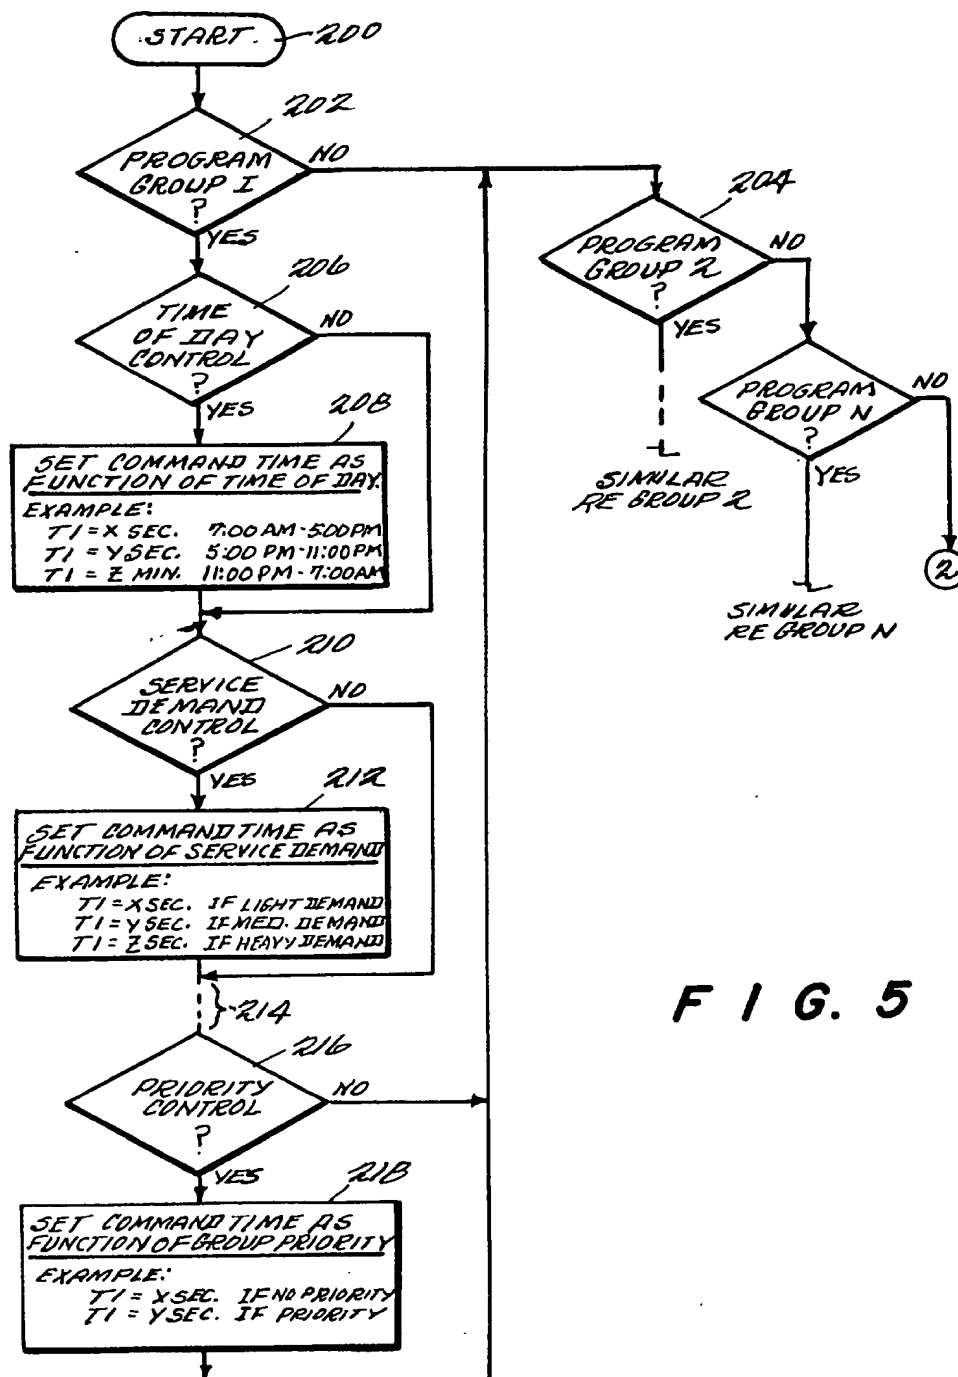 START.
200
202
PROGRAM
GROUP I
?
NO
YES
204
PROGRAM
GROUP 2
?
NO
YES
206
TIME
OF DAY
CONTROL
?
NO
YES
PROGRAM
GROUP N
?
NO
YES
208
SET COMMAND TIME AS
FUNCTION OF TIME OF DAY.
EXAMPLE:
T1 = X SEC. 7:00 AM - 5:00 PM
T1 = Y SEC. 5:00 PM - 11:00 PM
T1 = Z MIN. 11:00 PM - 7:00 AM
SIMULAR
RE GROUP 2
2
SIMULAR
RE GROUP N
210
SERVICE
DEMAND
CONTROL
?
NO
YES
212
SET COMMAND TIME AS
FUNCTION OF SERVICE DEMAND
EXAMPLE:
T1 = X SEC. IF LIGHT DEMAND
T1 = Y SEC. IF MED. DEMAND
T1 = Z SEC. IF HEAVY DEMAND
214
FIG. 5
216
PRIORITY
CONTROL
?
NO
YES
218
SET COMMAND TIME AS
FUNCTION OF GROUP PRIORITY
EXAMPLE:
T1 = X SEC. IF NO PRIORITY
T1 = Y SEC. IF PRIORITY